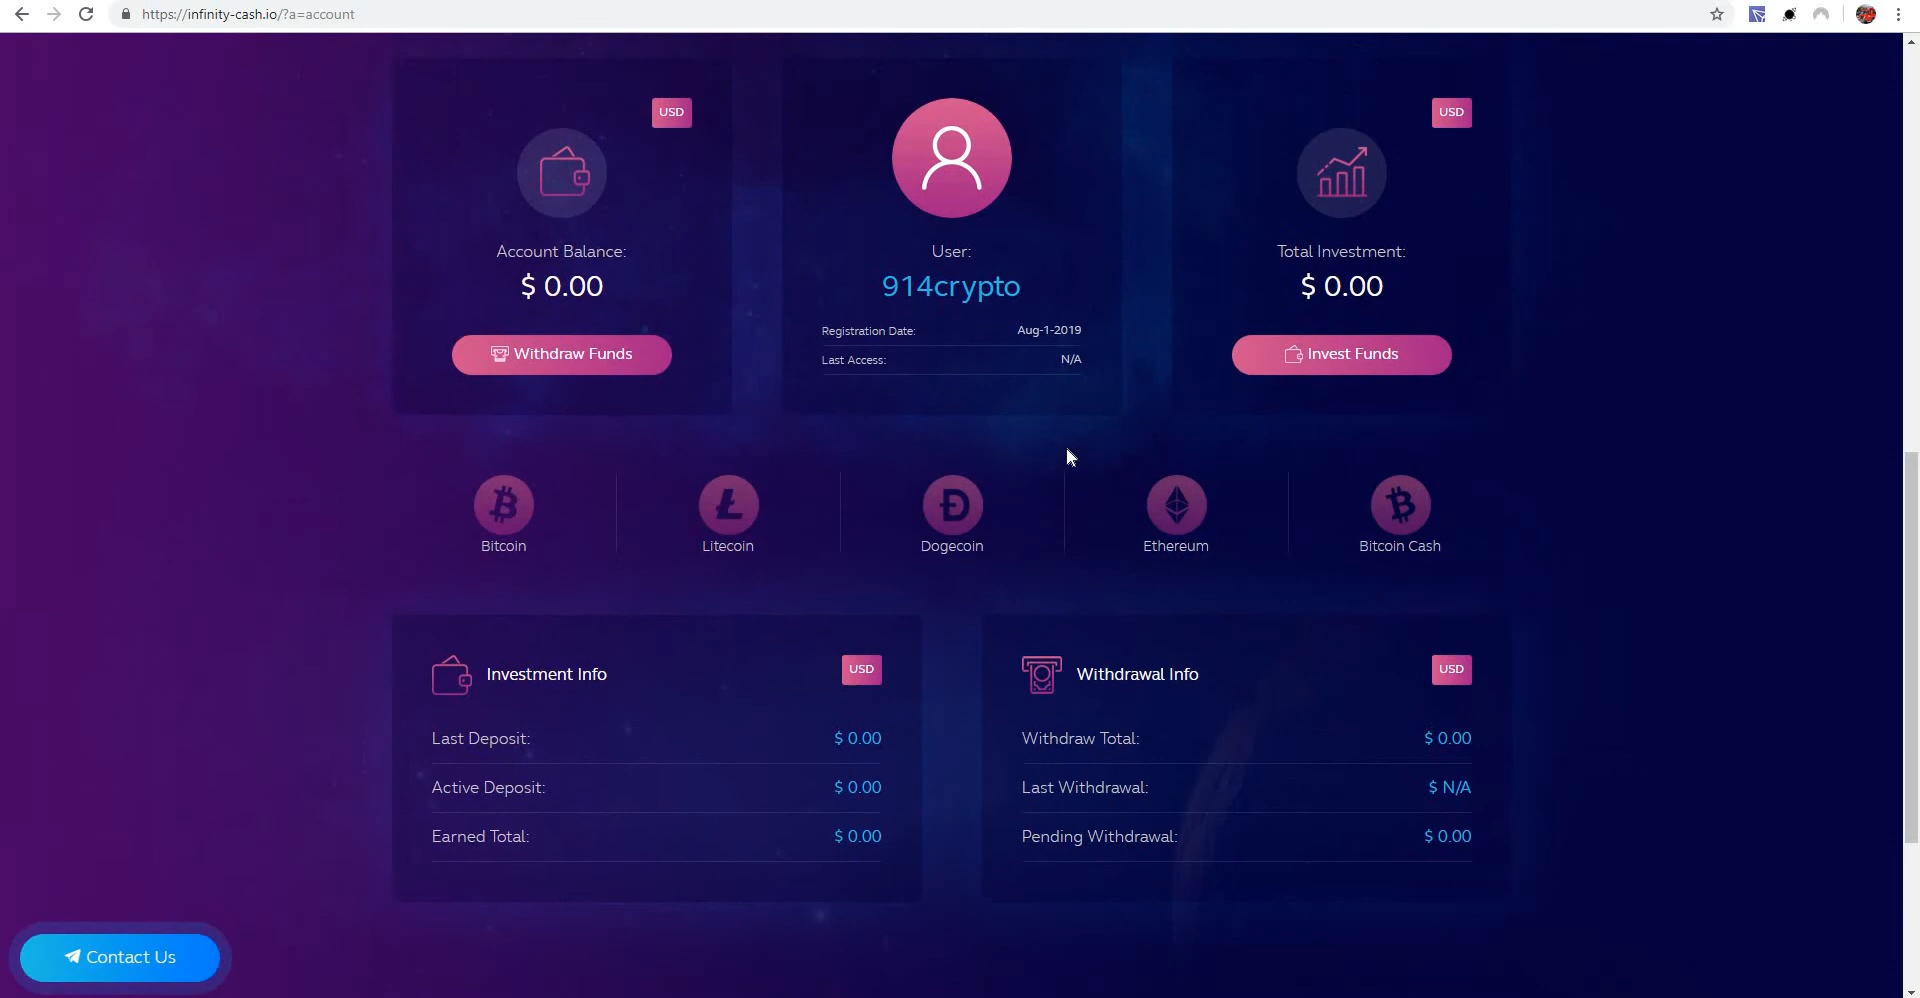 https://infinity-cash.io/?a=account
USD
Account Balance:
$ 0.00
Withdraw Funds
User:
914crypto
Registration Date: Aug-1-2019
Last Access: N/A
USD
Total Investment:
$ 0.00
Invest Funds
Bitcoin
Litecoin
Dogecoin
Ethereum
Bitcoin Cash
Investment Info USD
Last Deposit: $ 0.00
Active Deposit: $ 0.00
Earned Total: $ 0.00
Withdrawal Info USD
Withdraw Total: $ 0.00
Last Withdrawal: $ N/A
Pending Withdrawal: $ 0.00
Contact Us